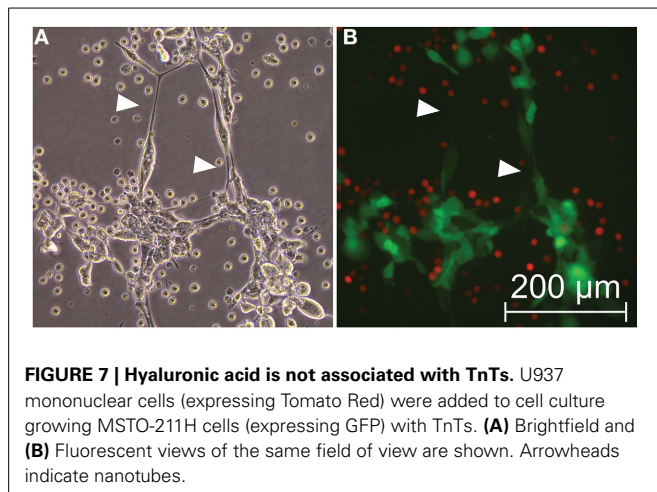 A
B
200 μm
FIGURE 7 | Hyaluronic acid is not associated with TnTs. U937
mononuclear cells (expressing Tomato Red) were added to cell culture
growing MSTO-211H cells (expressing GFP) with TnTs. (A) Brightfield and
(B) Fluorescent views of the same field of view are shown. Arrowheads
indicate nanotubes.